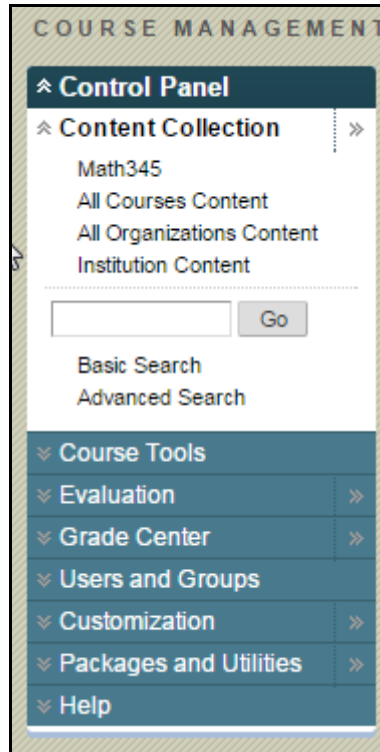 COURSE MANAGEMENT
Control Panel
Content Collection
Math345
All Courses Content
All Organizations Content
Institution Content
Go
Basic Search
Advanced Search
Course Tools
Evaluation
Grade Center
Users and Groups
Customization
Packages and Utilities
Help